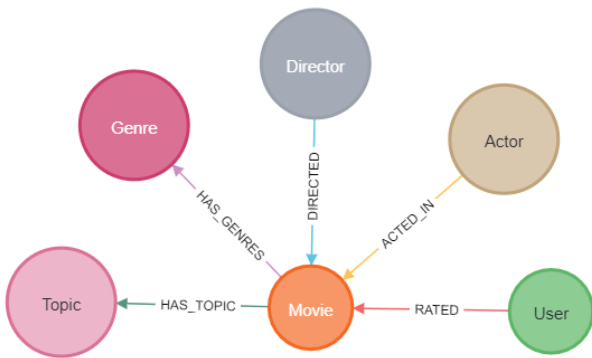 Director
Genre
Actor
DIRECTED
HAS_GENRES
ACTED_IN
Topic
HAS_TOPIC
Movie
RATED
User